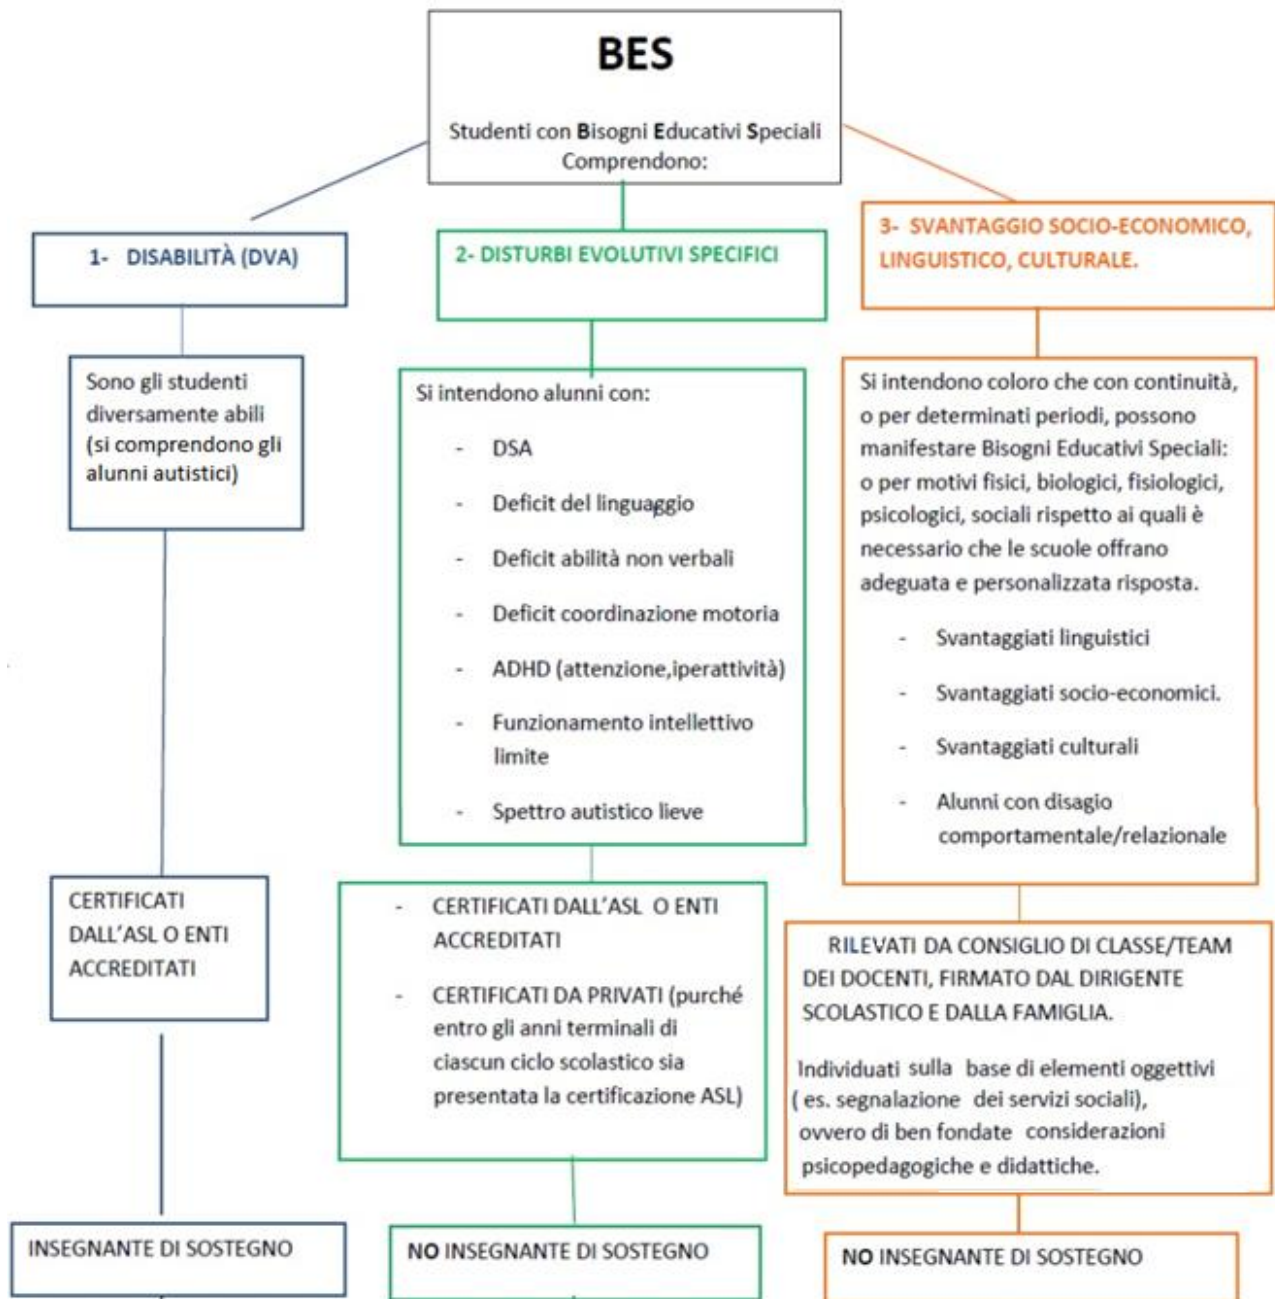 BES
Studenti con Bisogni Educativi Speciali
Comprendono:
1- DISABILITÀ (DVA)
Sono gli studenti
diversamente abili
(si comprendono gli
alunni autistici)
CERTIFICATI
DALL'ASL O ENTI
ACCREDITATI
INSEGNANTE DI SOSTEGNO
2- DISTURBI EVOLUTIVI SPECIFICI
Si intendono alunni con:
- DSA
- Deficit del linguaggio
- Deficit abilità non verbali
- Deficit coordinazione motoria
- ADHD (attenzione,iperattività)
- Funzionamento intellettivo
limite
- Spettro autistico lieve
- CERTIFICATI DALL'ASL O ENTI
ACCREDITATI
- CERTIFICATI DA PRIVATI (purché
entro gli anni terminali di
ciascun ciclo scolastico sia
presentata la certificazione ASL)
NO INSEGNANTE DI SOSTEGNO
3- SVANTAGGIO SOCIO-ECONOMICO,
LINGUISTICO, CULTURALE.
Si intendono coloro che con continuità,
o per determinati periodi, possono
manifestare Bisogni Educativi Speciali:
o per motivi fisici, biologici, fisiologici,
psicologici, sociali rispetto ai quali è
necessario che le scuole offrano
adeguata e personalizzata risposta.
- Svantaggiati linguistici
- Svantaggiati socio-economici.
- Svantaggiati culturali
- Alunni con disagio
comportamentale/relazionale
RILEVATI DA CONSIGLIO DI CLASSE/TEAM
DEI DOCENTI, FIRMATO DAL DIRIGENTE
SCOLASTICO E DALLA FAMIGLIA.
Individuati sulla base di elementi oggettivi
( es. segnalazione dei servizi sociali),
ovvero di ben fondate considerazioni
psicopedagogiche e didattiche.
NO INSEGNANTE DI SOSTEGNO